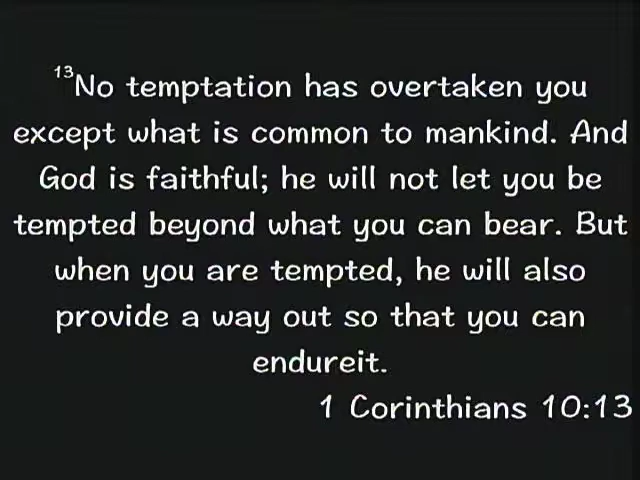 ¹³No temptation has overtaken you
except what is common to mankind. And
God is faithful; he will not let you be
tempted beyond what you can bear. But
when you are tempted, he will also
provide a way out so that you can
endureit.
1 Corinthians 10:13